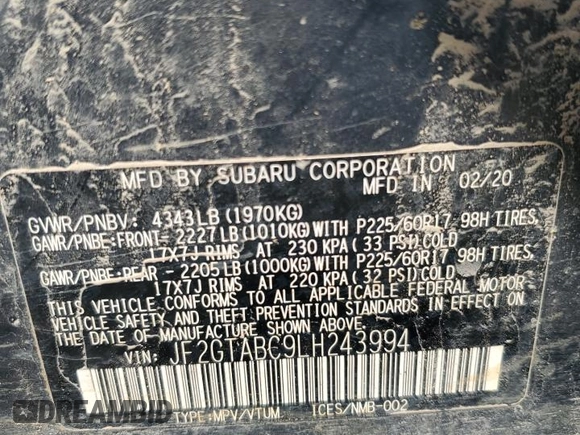 MFD BY SUBARU CORPORATION
MFD IN 02/20
GVWR/PNBV: 4343LB(1970KG)
GAWR/PNBE:FRONT- 2227LB(1010KG)WITH P225/60R17 98H TIRES,
17X7J RIMS AT 230 KPA(33 PSI)COLD
GAWR/PNBE:REAR - 2205LB(1000KG)WITH P225/60R17 98H TIRES,
17X7J RIMS AT 220 KPA(32 PSI)COLD
THIS VEHICLE CONFORMS TO ALL APPLICABLE FEDERAL MOTOR
VEHICLE SAFETY AND THEFT PREVENTION STANDARDS IN EFFECT ON
THE DATE OF MANUFACTURE SHOWN ABOVE.
VIN: JF2GTABC9LH243994
TYPE:MPV/VTUM ICES/NMB-002
AutoBidMaster